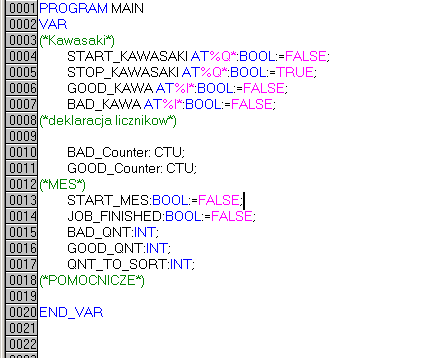 0001 PROGRAM MAIN
0002 VAR
0003 (*Kawasaki*)
0004 START_KAWASAKI AT%Q*:BOOL:=FALSE;
0005 STOP_KAWASAKI AT%Q*:BOOL:=TRUE;
0006 GOOD_KAWA AT%I*:BOOL:=FALSE;
0007 BAD_KAWA AT%I*:BOOL:=FALSE;
0008 (*deklaracja licznikow*)
0009
0010 BAD_Counter: CTU;
0011 GOOD_Counter: CTU;
0012 (*MES*)
0013 START_MES:BOOL:=FALSE;
0014 JOB_FINISHED:BOOL:=FALSE;
0015 BAD_QNT:INT;
0016 GOOD_QNT:INT;
0017 QNT_TO_SORT:INT;
0018 (*POMOCNICZE*)
0019
0020 END_VAR
0021
0022